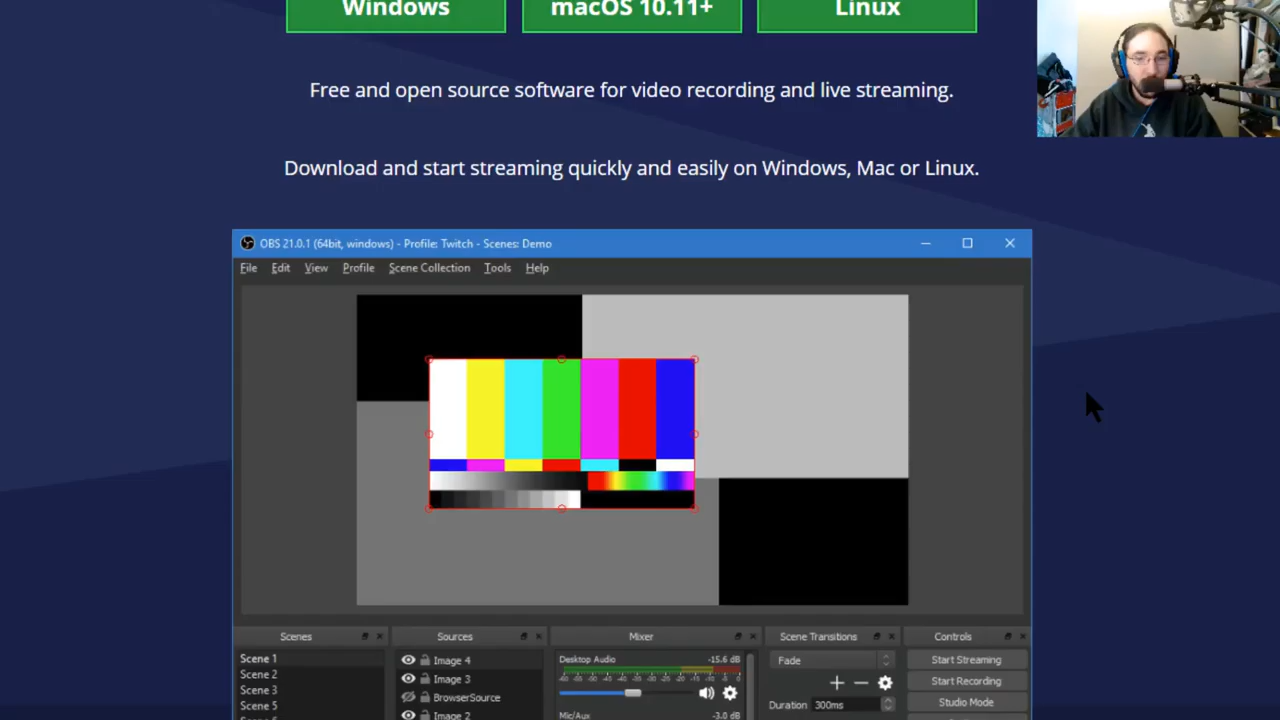 Windows
macOS 10.11+
Linux
Free and open source software for video recording and live streaming.
Download and start streaming quickly and easily on Windows, Mac or Linux.
OBS 21.0.1 (64bit, windows) - Profile: Twitch - Scenes: Demo
File Edit View Profile Scene Collection Tools Help
Scenes
Sources
Mixer
Scene Transitions
Controls
Scene 1
Scene 2
Scene 3
Scene 5
Image 4
Image 3
BrowserSource
Image 2
Desktop Audio
-15.6 dB
Mic/Aux
-3.0 dB
Fade
Duration 300ms
Start Streaming
Start Recording
Studio Mode